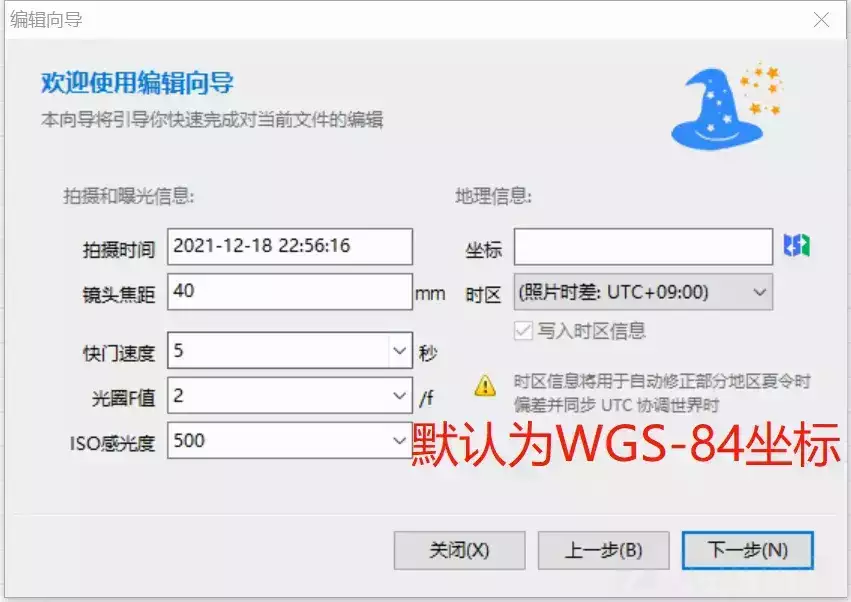 编辑向导
欢迎使用编辑向导
本向导将引导你快速完成对当前文件的编辑
拍摄和曝光信息:
拍摄时间 2021-12-18 22:56:16
镜头焦距 40 mm
快门速度 5 秒
光圈F值 2 /f
ISO感光度 500
地理信息:
坐标
时区 (照片时差: UTC+09:00)
写入时区信息
时区信息将用于自动修正部分地区夏令时
偏差并同步 UTC 协调世界时
默认为WGS-84坐标
关闭(X) 上一步(B) 下一步(N)